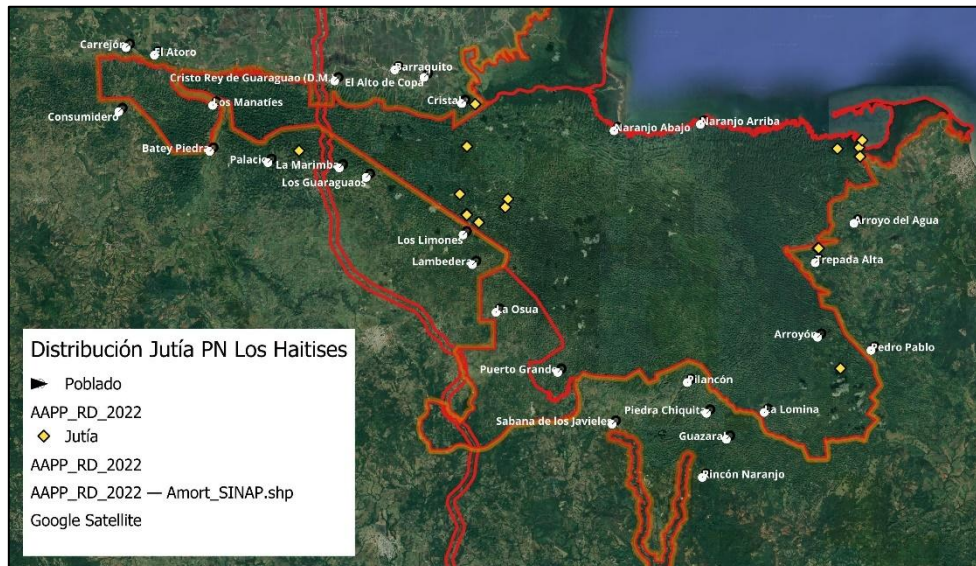 Carrejón
El Atoro
Barraquito
Cristo Rey de Guaraguao (D.M.
El Alto de Copa
Cristal
Los Manatíes
Consumidero
Naranjo Abajo
Naranjo Arriba
Batey Piedra
Palacio
La Marimba
Los Guaraguaos
Arroyo del Agua
Los Limones
Lambedera
Trepada Alta
La Osua
Arroyón
Pedro Pablo
Puerto Grande
Pilancón
Sabana de los Javieles
Piedra Chiquita
La Lomina
Guazaral
Rincón Naranjo
Distribución Jutía PN Los Haitises
Poblado
AAPP_RD_2022
Jutía
AAPP_RD_2022
AAPP_RD_2022 — Amort_SINAP.shp
Google Satellite